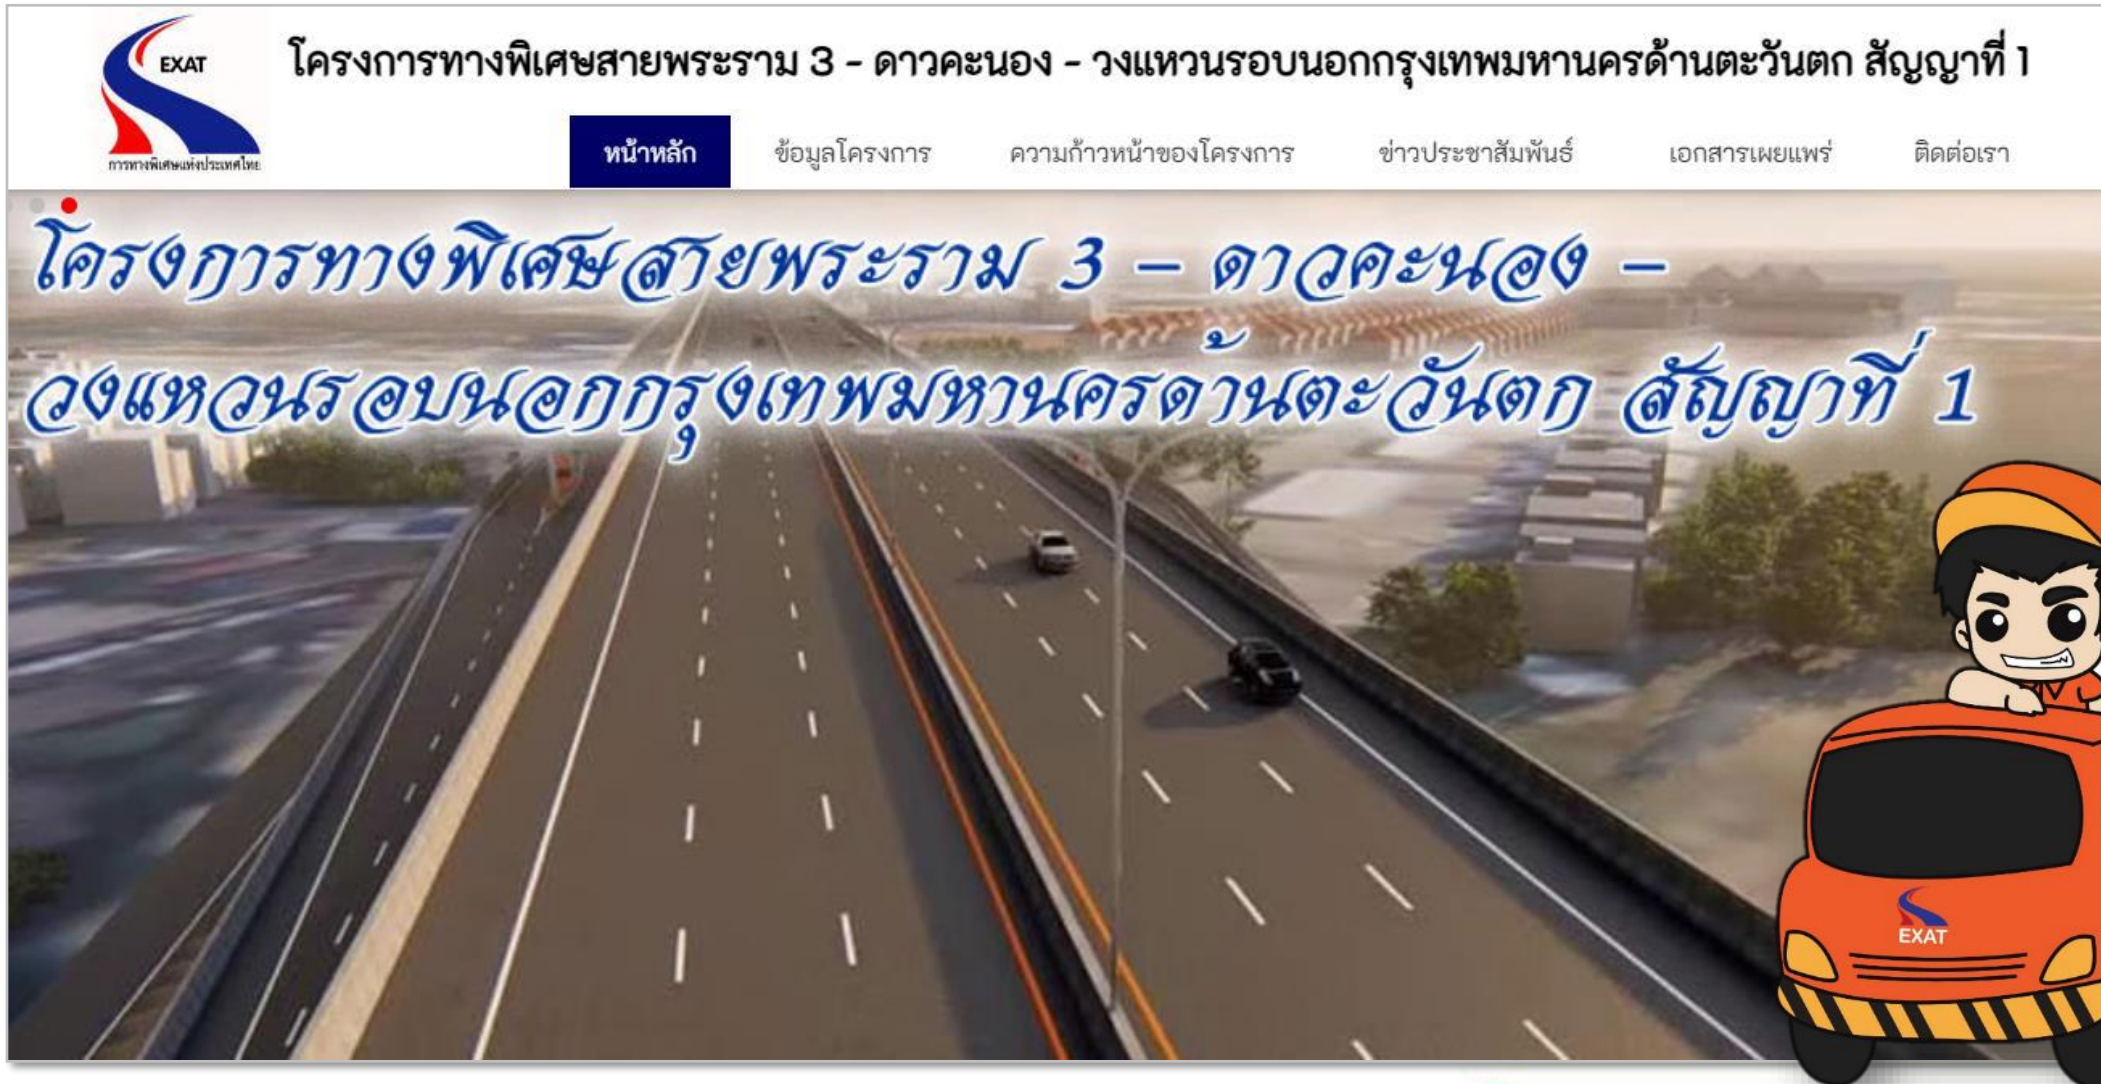 EXAT
การทางพิเศษแห่งประเทศไทย
โครงการทางพิเศษสายพระราม 3 - ดาวคะนอง - วงแหวนรอบนอกกรุงเทพมหานครด้านตะวันตก สัญญาที่ 1
หน้าหลัก ข้อมูลโครงการ ความก้าวหน้าของโครงการ ข่าวประชาสัมพันธ์ เอกสารเผยแพร่ ติดต่อเรา
โครงการทางพิเศษสายพระราม 3 – ดาวคะนอง –
วงแหวนรอบนอกกรุงเทพมหานครด้านตะวันตก สัญญาที่ 1
EXAT